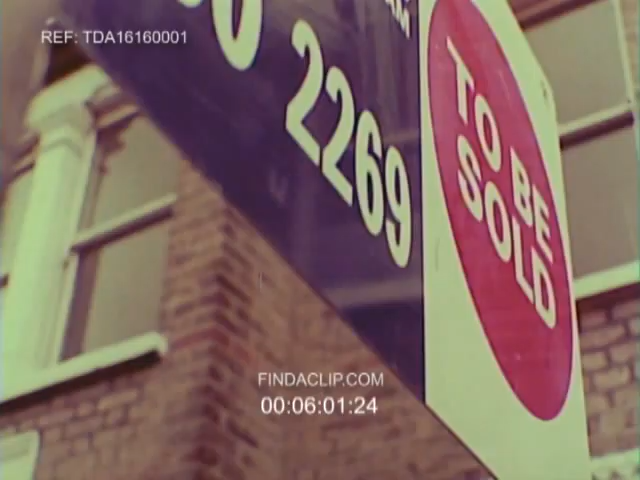 REF: TDA16160001
2269
TO BE
SOLD
FINDACLIP.COM
00:06:01:24